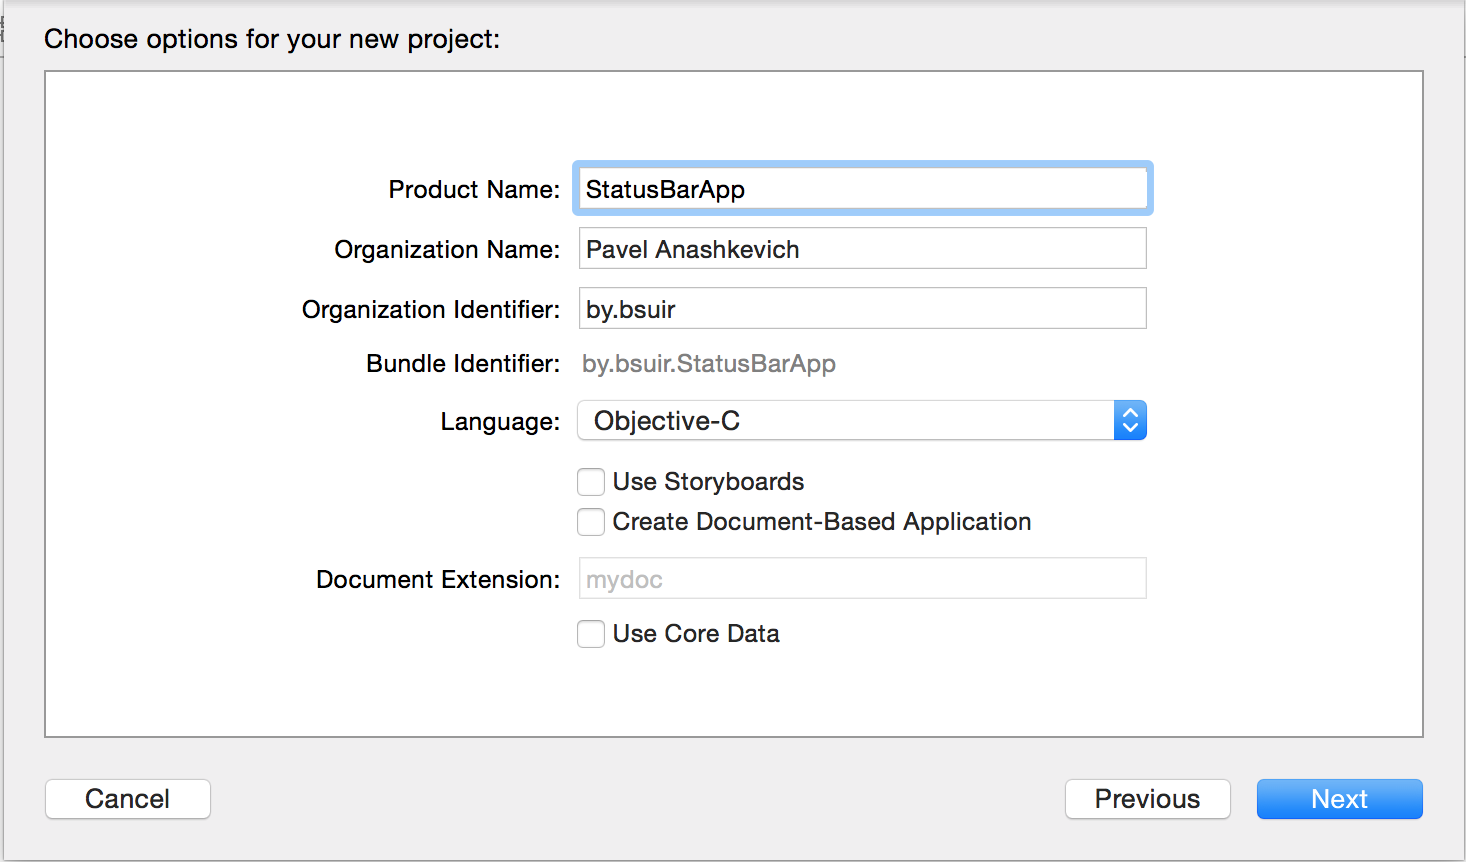 Choose options for your new project:
Product Name: StatusBarApp
Organization Name: Pavel Anashkevich
Organization Identifier: by.bsuir
Bundle Identifier: by.bsuir.StatusBarApp
Language: Objective-C
Use Storyboards
Create Document-Based Application
Document Extension: mydoc
Use Core Data
Cancel Previous Next